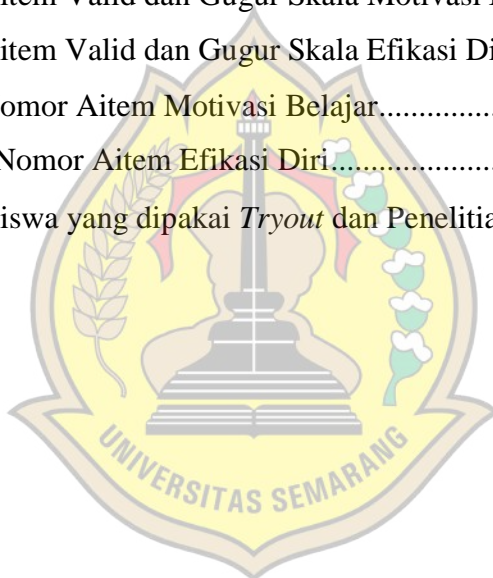 item Valid dan Gugur Skala Motivasi
item Valid dan Gugur Skala Efikasi Di
omor Aitem Motivasi Belajar..................
Nomor Aitem Efikasi Diri......................
iswa yang dipakai Tryout dan Penelitia
UNIVERSITAS SEMARANG